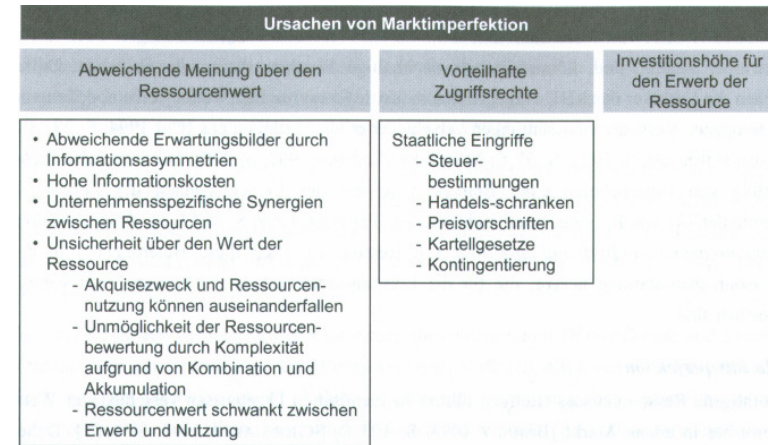 Ursachen von Marktimperfektion
Abweichende Meinung über den
Ressourcenwert
Vorteilhafte
Zugriffsrechte
Investitionshöhe für
den Erwerb der
Ressource
• Abweichende Erwartungsbilder durch
Informationsasymmetrien
• Hohe Informationskosten
• Unternehmensspezifische Synergien
zwischen Ressourcen
• Unsicherheit über den Wert der
Ressource
- Akquisezweck und Ressourcen-
nutzung können auseinanderfallen
- Unmöglichkeit der Ressourcen-
bewertung durch Komplexität
aufgrund von Kombination und
Akkumulation
- Ressourcenwert schwankt zwischen
Erwerb und Nutzung
Staatliche Eingriffe
- Steuer-
bestimmungen
- Handels-schranken
- Preisvorschriften
- Kartellgesetze
- Kontingentierung